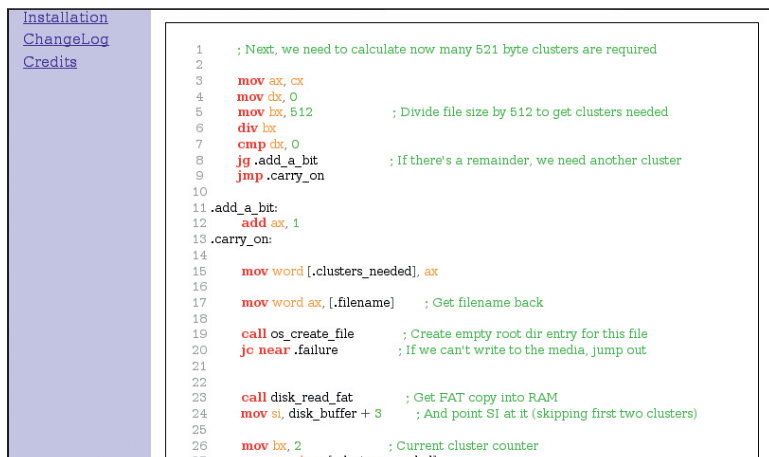 Installation
ChangeLog
Credits
1 ; Next, we need to calculate now many 521 byte clusters are required
2
3 mov ax, cx
4 mov dx, 0
5 mov bx, 512 ; Divide file size by 512 to get clusters needed
6 div bx
7 cmp dx, 0
8 jg .add_a_bit ; If there's a remainder, we need another cluster
9 jmp .carry_on
10
11 .add_a_bit:
12 add ax, 1
13 .carry_on:
14
15 mov word [.clusters_needed], ax
16
17 mov word ax, [.filename] ; Get filename back
18
19 call os_create_file ; Create empty root dir entry for this file
20 jc near .failure ; If we can't write to the media, jump out
21
22
23 call disk_read_fat ; Get FAT copy into RAM
24 mov si, disk_buffer + 3 ; And point SI at it (skipping first two clusters)
25
26 mov bx, 2 ; Current cluster counter